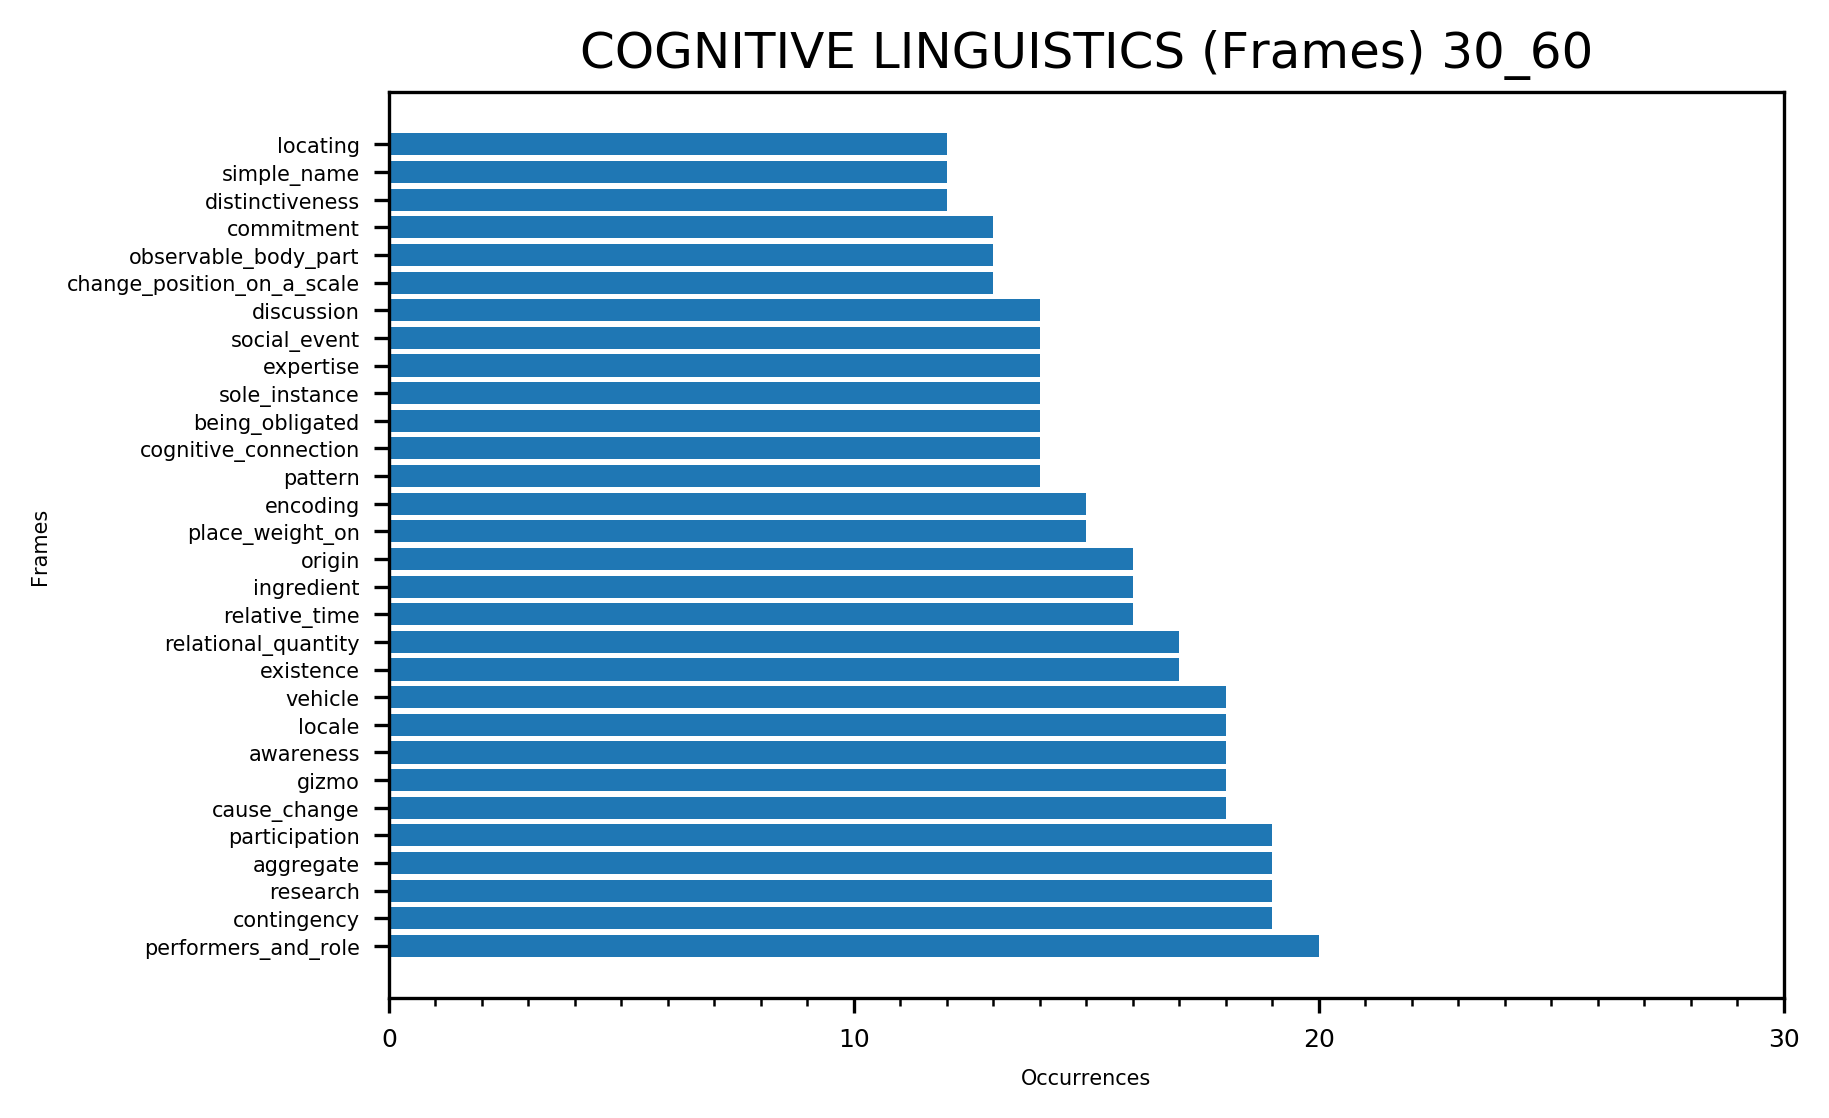 COGNITIVE LINGUISTICS (Frames) 30_60
locating
simple_name
distinctiveness
commitment
observable_body_part
change_position_on_a_scale
discussion
social_event
expertise
sole_instance
being_obligated
cognitive_connection
pattern
encoding
place_weight_on
origin
ingredient
relative_time
relational_quantity
existence
vehicle
locale
awareness
gizmo
cause_change
participation
aggregate
research
contingency
performers_and_role
Frames
0 10 20 30
Occurrences